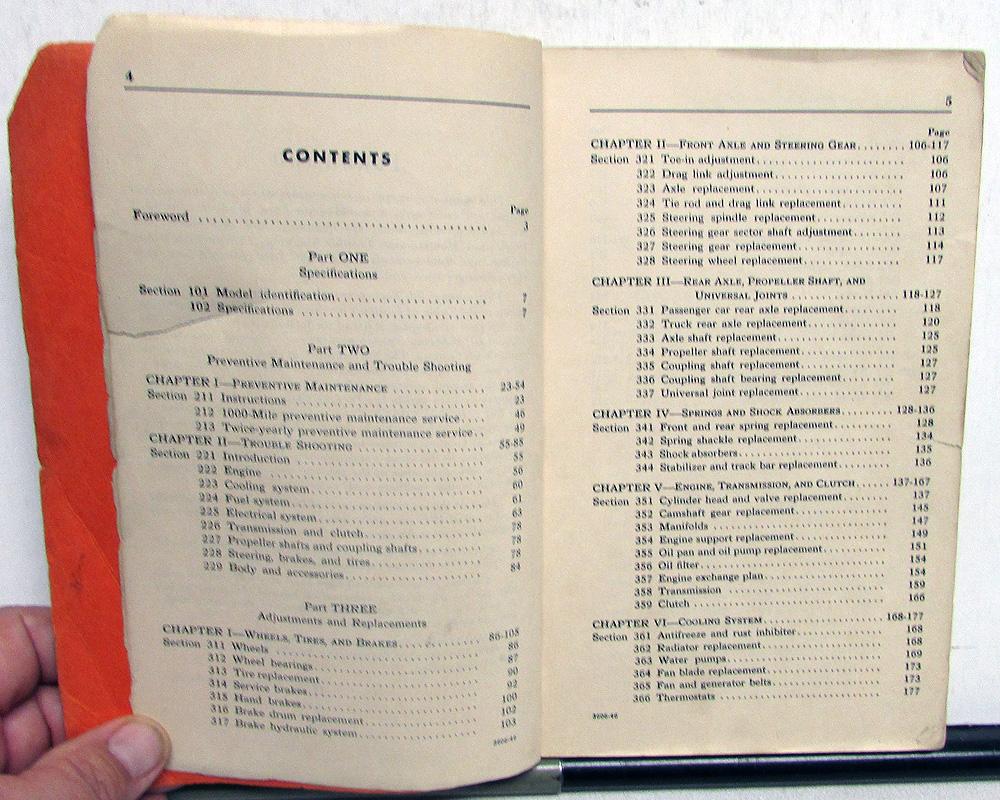 4
CONTENTS
Page
Foreword ........ 3
Part ONE
Specifications
Section 101 Model identification ........ 7
102 Specifications ........ 7
Part TWO
Preventive Maintenance and Trouble Shooting
CHAPTER I—PREVENTIVE MAINTENANCE ........ 23-54
Section 211 Instructions ........ 23
212 1000-Mile preventive maintenance service ........ 46
213 Twice-yearly preventive maintenance service .. 49
CHAPTER II—TROUBLE SHOOTING ........ 55-85
Section 221 Introduction ........ 55
222 Engine ........ 56
223 Cooling system ........ 60
224 Fuel system ........ 61
225 Electrical system ........ 63
226 Transmission and clutch ........ 78
227 Propeller shafts and coupling shafts ........ 78
228 Steering, brakes, and tires ........ 78
229 Body and accessories ........ 84
Part THREE
Adjustments and Replacements
CHAPTER I—WHEELS, TIRES, AND BRAKES ........ 86-105
Section 311 Wheels ........ 86
312 Wheel bearings ........ 87
313 Tire replacement ........ 90
314 Service brakes ........ 92
315 Hand brakes ........ 100
316 Brake drum replacement ........ 102
317 Brake hydraulic system ........ 103
3606-46
5
Page
CHAPTER II—FRONT AXLE AND STEERING GEAR ........ 106-117
Section 321 Toe-in adjustment ........ 106
322 Drag link adjustment ........ 106
323 Axle replacement ........ 107
324 Tie rod and drag link replacement ........ 111
325 Steering spindle replacement ........ 112
326 Steering gear sector shaft adjustment ........ 113
327 Steering gear replacement ........ 114
328 Steering wheel replacement ........ 117
CHAPTER III—REAR AXLE, PROPELLER SHAFT, AND
UNIVERSAL JOINTS ........ 118-127
Section 331 Passenger car rear axle replacement ........ 118
332 Truck rear axle replacement ........ 120
333 Axle shaft replacement ........ 125
334 Propeller shaft replacement ........ 125
335 Coupling shaft replacement ........ 127
336 Coupling shaft bearing replacement ........ 127
337 Universal joint replacement ........ 127
CHAPTER IV—SPRINGS AND SHOCK ABSORBERS ........ 128-136
Section 341 Front and rear spring replacement ........ 128
342 Spring shackle replacement ........ 134
343 Shock absorbers ........ 135
344 Stabilizer and track bar replacement ........ 136
CHAPTER V—ENGINE, TRANSMISSION, AND CLUTCH ...... 137-167
Section 351 Cylinder head and valve replacement ........ 137
352 Camshaft gear replacement ........ 145
353 Manifolds ........ 147
354 Engine support replacement ........ 149
355 Oil pan and oil pump replacement ........ 151
356 Oil filter ........ 154
357 Engine exchange plan ........ 154
358 Transmission ........ 159
359 Clutch ........ 166
CHAPTER VI—COOLING SYSTEM ........ 168-177
Section 361 Antifreeze and rust inhibiter ........ 168
362 Radiator replacement ........ 168
363 Water pumps ........ 169
364 Fan blade replacement ........ 173
365 Fan and generator belts ........ 173
366 Thermostats ........ 177
3606-46